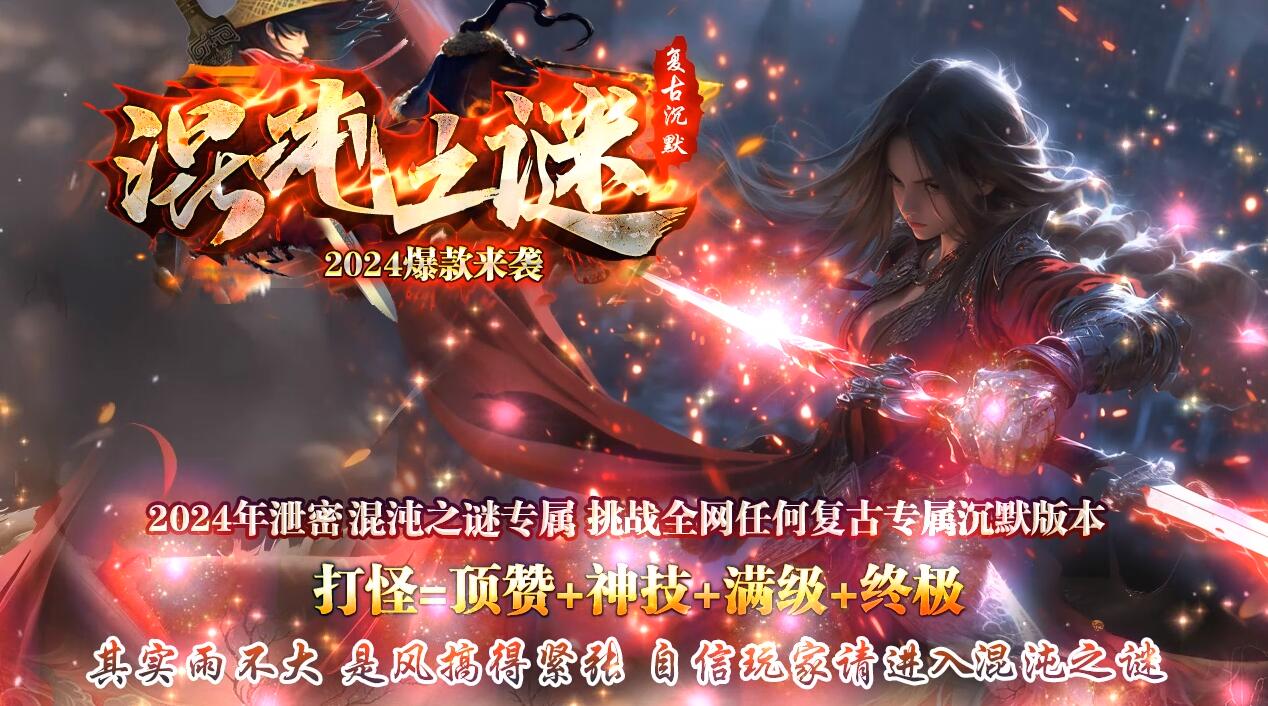 混沌之谜
复古沉默
2024爆款来袭
2024年泄密 混沌之谜专属 挑战全网任何复古专属沉默版本
打怪=顶赞+神技+满级+终极
其实雨不大 是风搞得紧张 自信玩家请进入混沌之谜